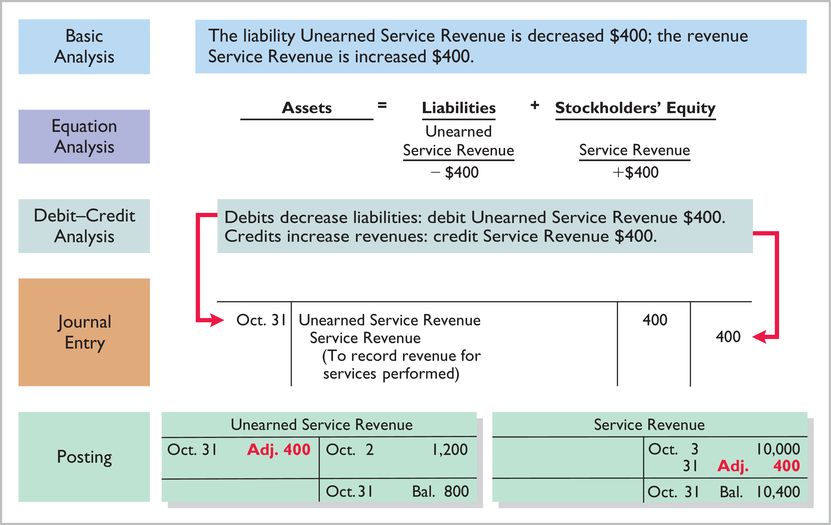 Basic
Analysis
The liability Unearned Service Revenue is decreased $400; the revenue
Service Revenue is increased $400.
Equation
Analysis
Assets = Liabilities + Stockholders' Equity
Unearned
Service Revenue Service Revenue
− $400 +$400
Debit–Credit
Analysis
Debits decrease liabilities: debit Unearned Service Revenue $400.
Credits increase revenues: credit Service Revenue $400.
Journal
Entry
Oct. 31 Unearned Service Revenue 400
Service Revenue 400
(To record revenue for
services performed)
Posting
Unearned Service Revenue
Oct. 31 Adj. 400 Oct. 2 1,200
Oct. 31 Bal. 800
Service Revenue
Oct. 3 10,000
31 Adj. 400
Oct. 31 Bal. 10,400